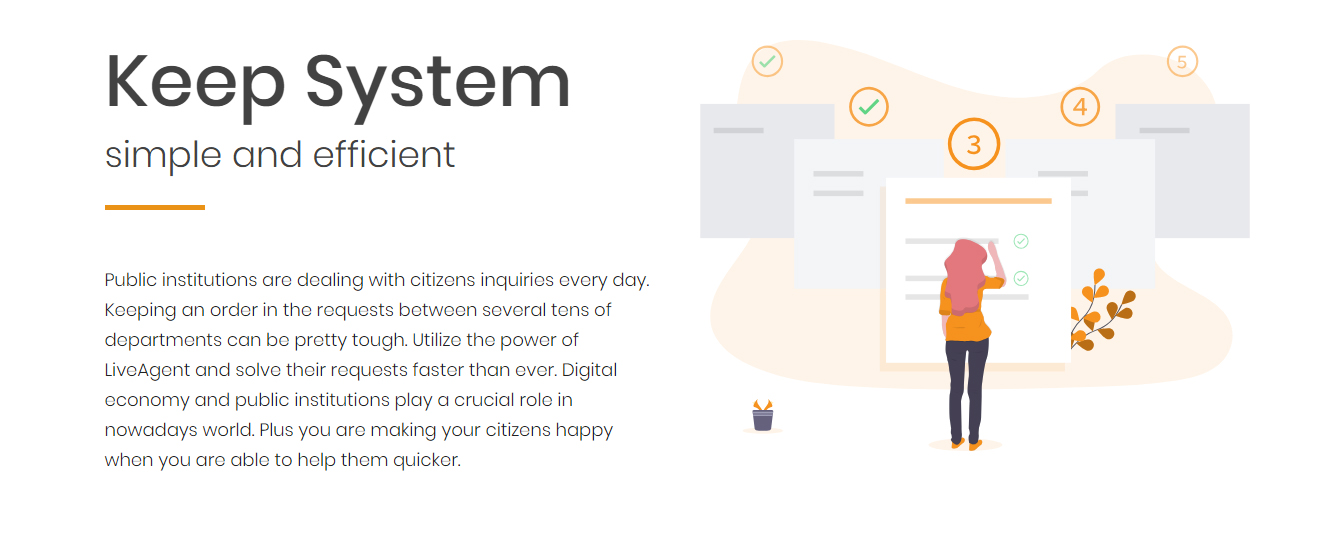 Keep System
simple and efficient
Public institutions are dealing with citizens inquiries every day.
Keeping an order in the requests between several tens of
departments can be pretty tough. Utilize the power of
LiveAgent and solve their requests faster than ever. Digital
economy and public institutions play a crucial role in
nowadays world. Plus you are making your citizens happy
when you are able to help them quicker.
5
4
3